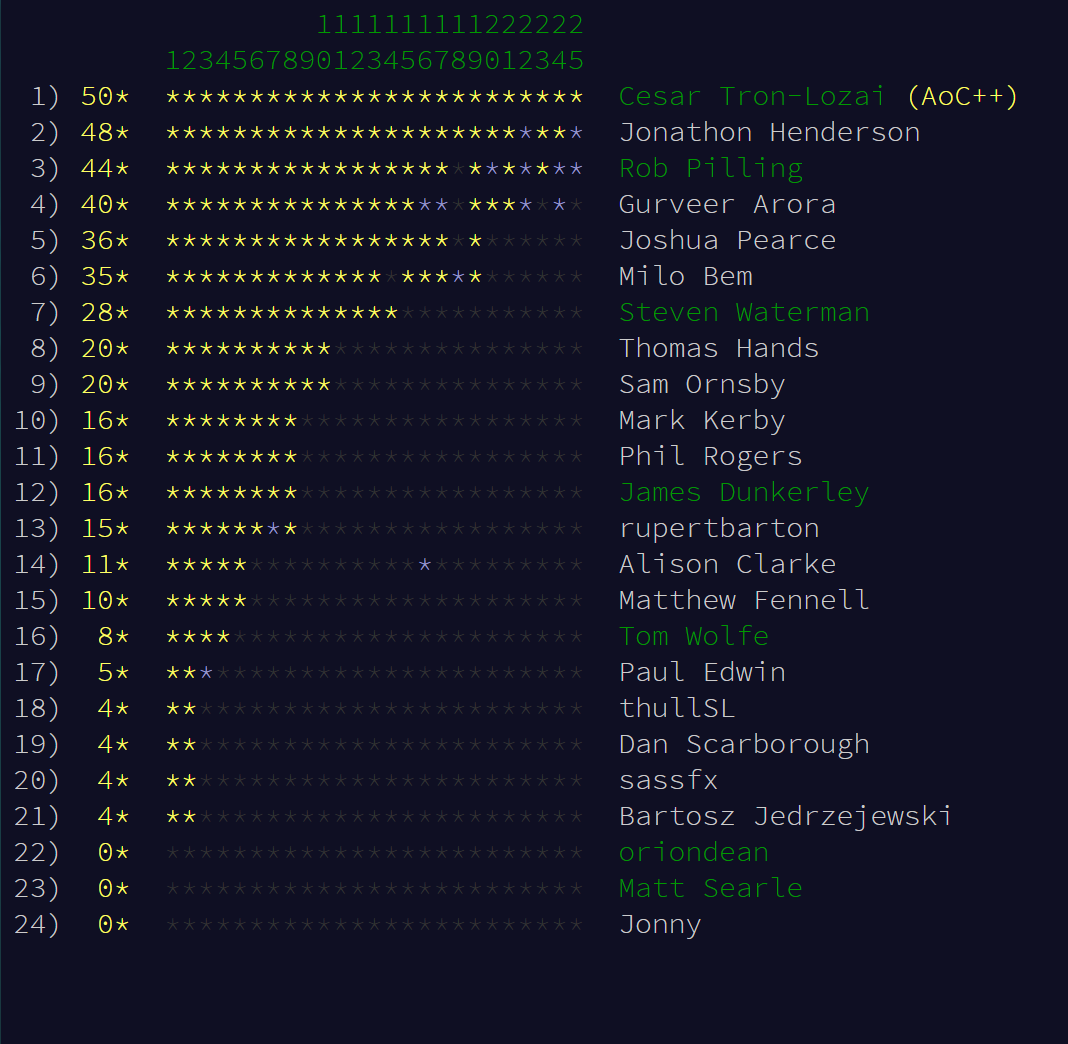 1111111111222222
1234567890123456789012345
1) 50* ************************* Cesar Tron-Lozai (AoC++)
2) 48* ************************* Jonathon Henderson
3) 44* ************************* Rob Pilling
4) 40* ************************* Gurveer Arora
5) 36* ************************* Joshua Pearce
6) 35* ************************* Milo Bem
7) 28* ************************* Steven Waterman
8) 20* ************************* Thomas Hands
9) 20* ************************* Sam Ornsby
10) 16* ************************* Mark Kerby
11) 16* ************************* Phil Rogers
12) 16* ************************* James Dunkerley
13) 15* ************************* rupertbarton
14) 11* ************************* Alison Clarke
15) 10* ************************* Matthew Fennell
16) 8* ************************* Tom Wolfe
17) 5* ************************* Paul Edwin
18) 4* ************************* thullSL
19) 4* ************************* Dan Scarborough
20) 4* ************************* sassfx
21) 4* ************************* Bartosz Jedrzejewski
22) 0* ************************* oriondean
23) 0* ************************* Matt Searle
24) 0* ************************* Jonny